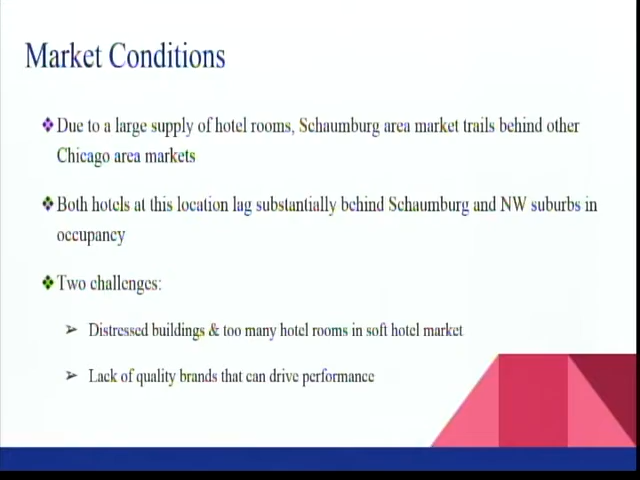 Market Conditions
❖Due to a large supply of hotel rooms, Schaumburg area market trails behind other
Chicago area markets
❖Both hotels at this location lag substantially behind Schaumburg and NW suburbs in
occupancy
❖Two challenges:
➢ Distressed buildings & too many hotel rooms in soft hotel market
➢ Lack of quality brands that can drive performance